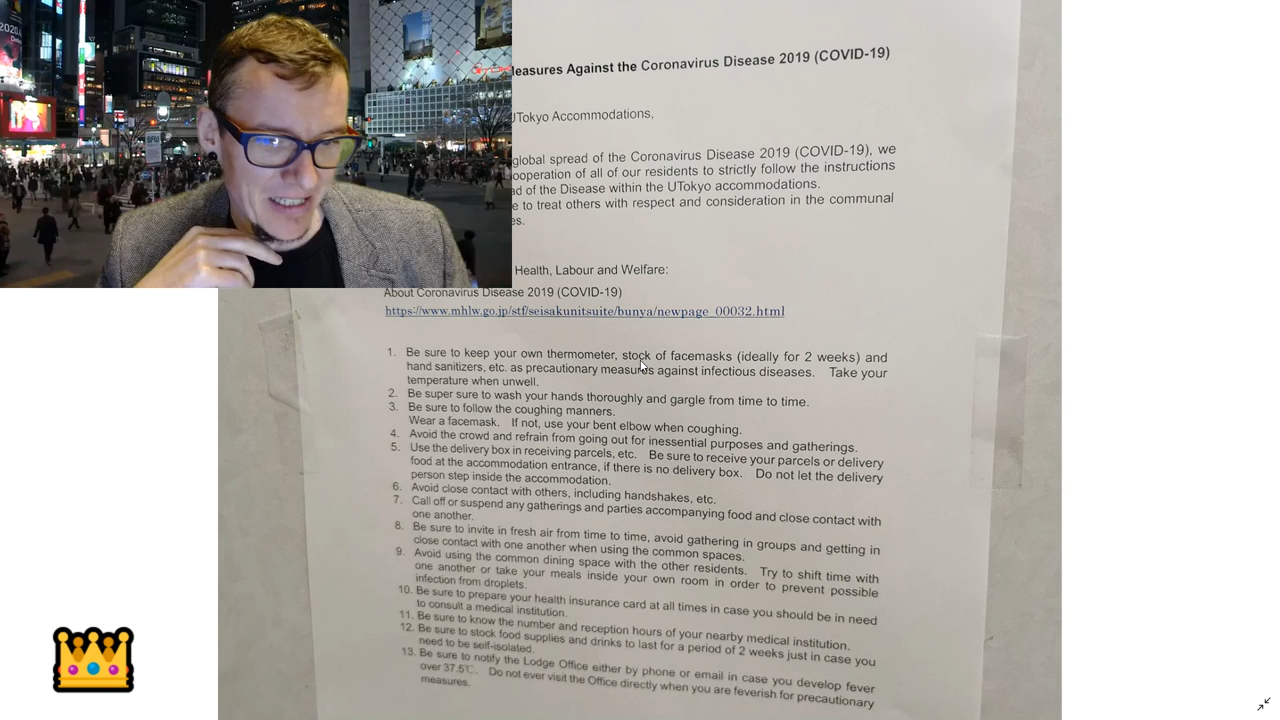 leasures Against the Coronavirus Disease 2019 (COVID-19)
UTokyo Accommodations,
global spread of the Coronavirus Disease 2019 (COVID-19), we
ooperation of all of our residents to strictly follow the instructions
ad of the Disease within the UTokyo accommodations.
e to treat others with respect and consideration in the communal
es.
Health, Labour and Welfare:
About Coronavirus Disease 2019 (COVID-19)
https://www.mhlw.go.jp/stf/seisakunitsuite/bunya/newpage_00032.html
1. Be sure to keep your own thermometer, stock of facemasks (ideally for 2 weeks) and
hand sanitizers, etc. as precautionary measures against infectious diseases. Take your
temperature when unwell.
2. Be super sure to wash your hands thoroughly and gargle from time to time.
3. Be sure to follow the coughing manners.
Wear a facemask. If not, use your bent elbow when coughing.
4. Avoid the crowd and refrain from going out for inessential purposes and gatherings.
5. Use the delivery box in receiving parcels, etc. Be sure to receive your parcels or delivery
food at the accommodation entrance, if there is no delivery box. Do not let the delivery
person step inside the accommodation.
6. Avoid close contact with others, including handshakes, etc.
7. Call off or suspend any gatherings and parties accompanying food and close contact with
one another.
8. Be sure to invite in fresh air from time to time, avoid gathering in groups and getting in
close contact with one another when using the common spaces.
9. Avoid using the common dining space with the other residents. Try to shift time with
one another or take your meals inside your own room in order to prevent possible
infection from droplets.
10. Be sure to prepare your health insurance card at all times in case you should be in need
to consult a medical institution.
11. Be sure to know the number and reception hours of your nearby medical institution.
12. Be sure to stock food supplies and drinks to last for a period of 2 weeks just in case you
need to be self-isolated.
13. Be sure to notify the Lodge Office either by phone or email in case you develop fever
over 37.5℃. Do not ever visit the Office directly when you are feverish for precautionary
measures.